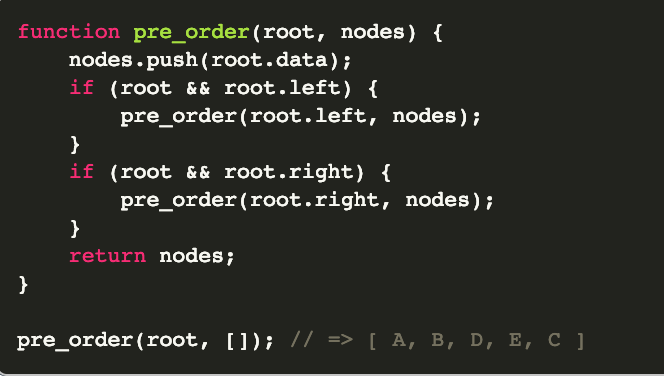 function pre_order(root, nodes) {
    nodes.push(root.data);
    if (root && root.left) {
        pre_order(root.left, nodes);
    }
    if (root && root.right) {
        pre_order(root.right, nodes);
    }
    return nodes;
}

pre_order(root, []); // => [ A, B, D, E, C ]